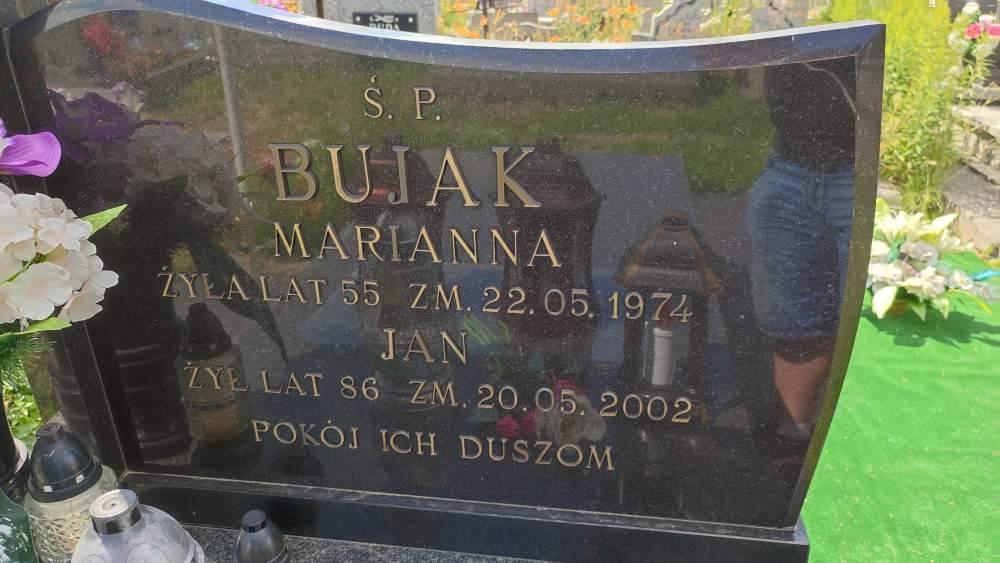 DUDA
Ś. P.
BUJAK
MARIANNA
ŻYŁA LAT 55 ZM. 22.05.1974
JAN
ŻYŁ LAT 86 ZM. 20.05.2002
POKÓJ ICH DUSZOM